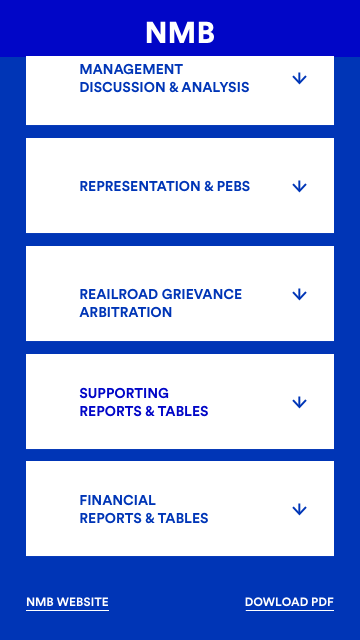 NMB
MANAGEMENT
DISCUSSION & ANALYSIS
REPRESENTATION & PEBS
REAILROAD GRIEVANCE
ARBITRATION
SUPPORTING
REPORTS & TABLES
FINANCIAL
REPORTS & TABLES
NMB WEBSITE
DOWLOAD PDF